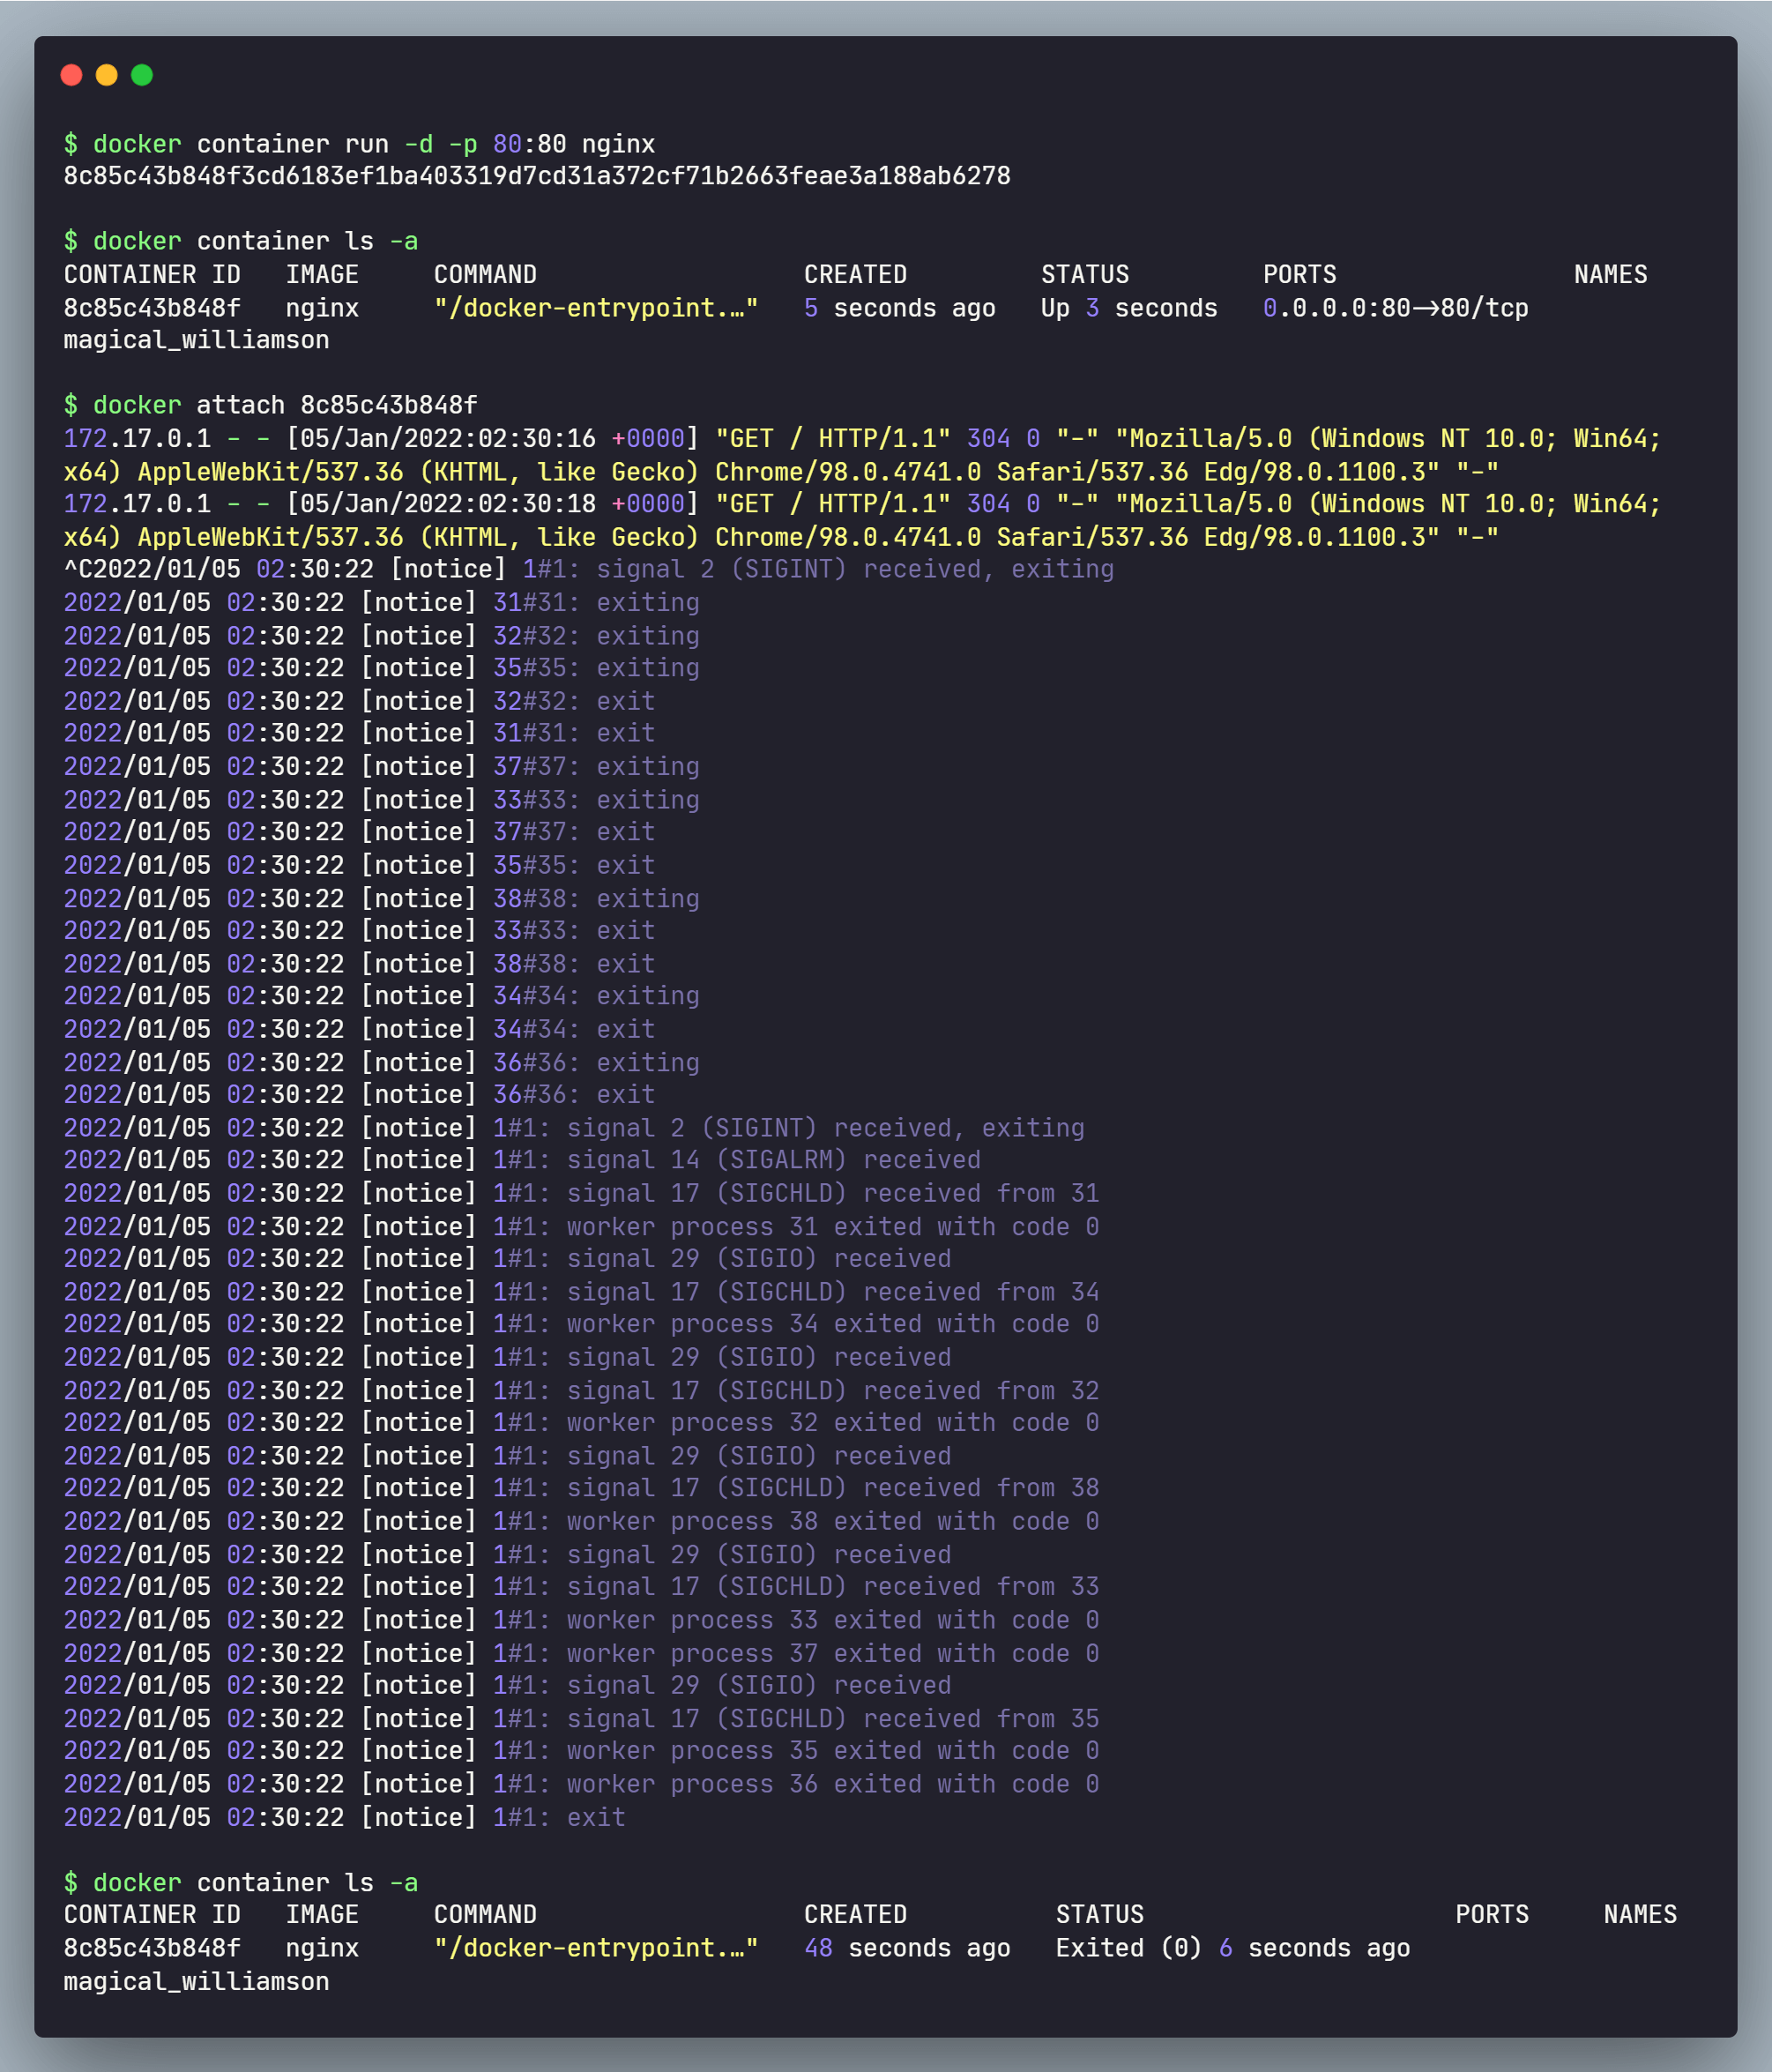 $ docker container run -d -p 80:80 nginx
8c85c43b848f3cd6183ef1ba403319d7cd31a372cf71b2663feae3a188ab6278

$ docker container ls -a
CONTAINER ID   IMAGE     COMMAND                  CREATED         STATUS         PORTS                NAMES
8c85c43b848f   nginx     "/docker-entrypoint.…"   5 seconds ago   Up 3 seconds   0.0.0.0:80->80/tcp
magical_williamson

$ docker attach 8c85c43b848f
172.17.0.1 - - [05/Jan/2022:02:30:16 +0000] "GET / HTTP/1.1" 304 0 "-" "Mozilla/5.0 (Windows NT 10.0; Win64;
x64) AppleWebKit/537.36 (KHTML, like Gecko) Chrome/98.0.4741.0 Safari/537.36 Edg/98.0.1100.3" "-"
172.17.0.1 - - [05/Jan/2022:02:30:18 +0000] "GET / HTTP/1.1" 304 0 "-" "Mozilla/5.0 (Windows NT 10.0; Win64;
x64) AppleWebKit/537.36 (KHTML, like Gecko) Chrome/98.0.4741.0 Safari/537.36 Edg/98.0.1100.3" "-"
^C2022/01/05 02:30:22 [notice] 1#1: signal 2 (SIGINT) received, exiting
2022/01/05 02:30:22 [notice] 31#31: exiting
2022/01/05 02:30:22 [notice] 32#32: exiting
2022/01/05 02:30:22 [notice] 35#35: exiting
2022/01/05 02:30:22 [notice] 32#32: exit
2022/01/05 02:30:22 [notice] 31#31: exit
2022/01/05 02:30:22 [notice] 37#37: exiting
2022/01/05 02:30:22 [notice] 33#33: exiting
2022/01/05 02:30:22 [notice] 37#37: exit
2022/01/05 02:30:22 [notice] 35#35: exit
2022/01/05 02:30:22 [notice] 38#38: exiting
2022/01/05 02:30:22 [notice] 33#33: exit
2022/01/05 02:30:22 [notice] 38#38: exit
2022/01/05 02:30:22 [notice] 34#34: exiting
2022/01/05 02:30:22 [notice] 34#34: exit
2022/01/05 02:30:22 [notice] 36#36: exiting
2022/01/05 02:30:22 [notice] 36#36: exit
2022/01/05 02:30:22 [notice] 1#1: signal 2 (SIGINT) received, exiting
2022/01/05 02:30:22 [notice] 1#1: signal 14 (SIGALRM) received
2022/01/05 02:30:22 [notice] 1#1: signal 17 (SIGCHLD) received from 31
2022/01/05 02:30:22 [notice] 1#1: worker process 31 exited with code 0
2022/01/05 02:30:22 [notice] 1#1: signal 29 (SIGIO) received
2022/01/05 02:30:22 [notice] 1#1: signal 17 (SIGCHLD) received from 34
2022/01/05 02:30:22 [notice] 1#1: worker process 34 exited with code 0
2022/01/05 02:30:22 [notice] 1#1: signal 29 (SIGIO) received
2022/01/05 02:30:22 [notice] 1#1: signal 17 (SIGCHLD) received from 32
2022/01/05 02:30:22 [notice] 1#1: worker process 32 exited with code 0
2022/01/05 02:30:22 [notice] 1#1: signal 29 (SIGIO) received
2022/01/05 02:30:22 [notice] 1#1: signal 17 (SIGCHLD) received from 38
2022/01/05 02:30:22 [notice] 1#1: worker process 38 exited with code 0
2022/01/05 02:30:22 [notice] 1#1: signal 29 (SIGIO) received
2022/01/05 02:30:22 [notice] 1#1: signal 17 (SIGCHLD) received from 33
2022/01/05 02:30:22 [notice] 1#1: worker process 33 exited with code 0
2022/01/05 02:30:22 [notice] 1#1: worker process 37 exited with code 0
2022/01/05 02:30:22 [notice] 1#1: signal 29 (SIGIO) received
2022/01/05 02:30:22 [notice] 1#1: signal 17 (SIGCHLD) received from 35
2022/01/05 02:30:22 [notice] 1#1: worker process 35 exited with code 0
2022/01/05 02:30:22 [notice] 1#1: worker process 36 exited with code 0
2022/01/05 02:30:22 [notice] 1#1: exit

$ docker container ls -a
CONTAINER ID   IMAGE     COMMAND                  CREATED          STATUS                     PORTS     NAMES
8c85c43b848f   nginx     "/docker-entrypoint.…"   48 seconds ago   Exited (0) 6 seconds ago
magical_williamson